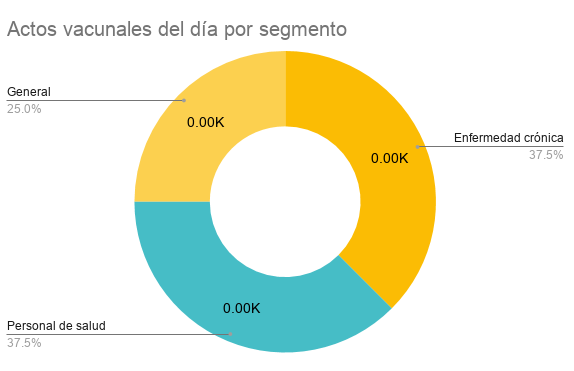 Actos vacunales del día por segmento
General
25.0%
0.00K
Enfermedad crónica
37.5%
0.00K
0.00K
Personal de salud
37.5%